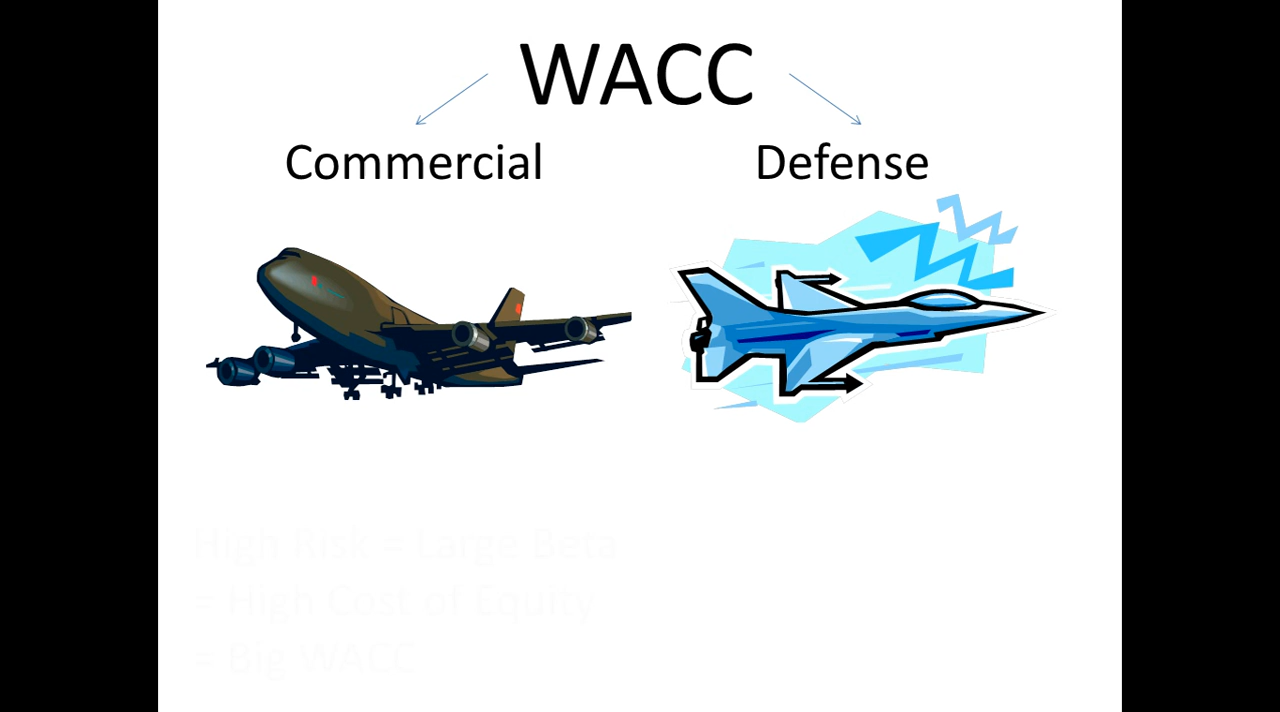 WACC
Commercial
Defense
High Risk = Large Beta
= High Cost of Equity
= Big WACC